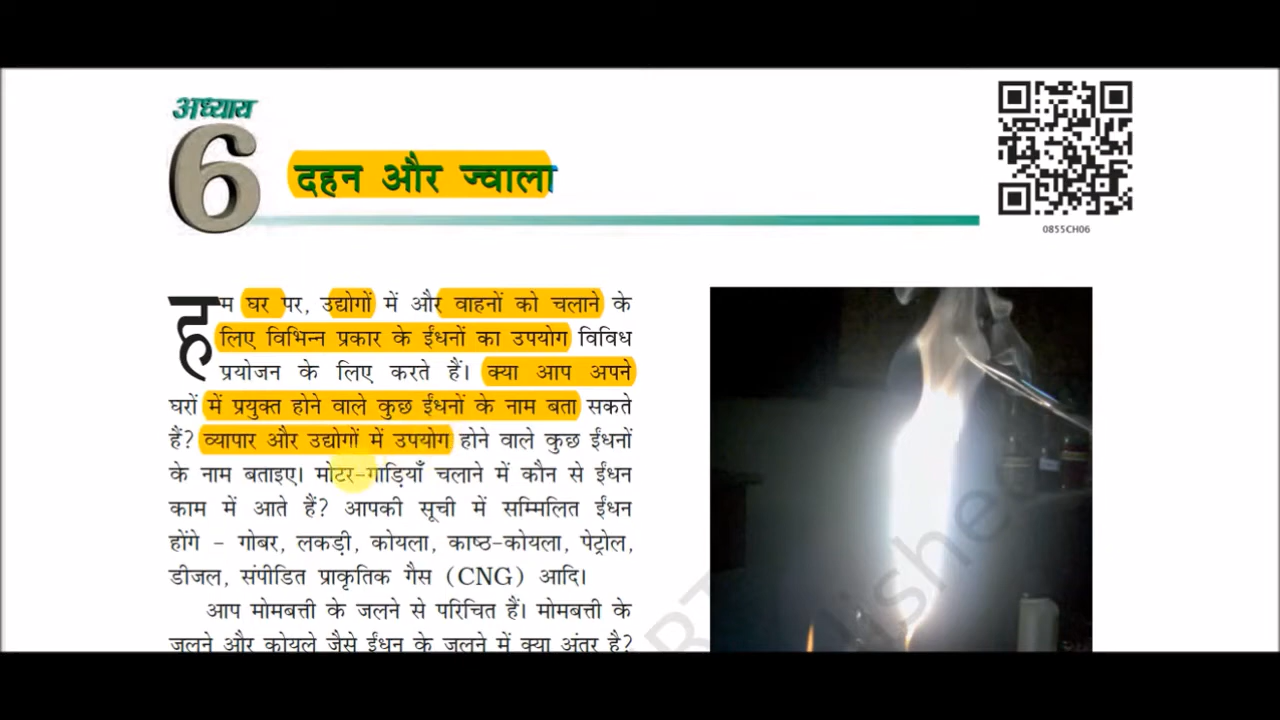 अध्याय
6
दहन और ज्वाला
0855CH06
हम घर पर, उद्योगों में और वाहनों को चलाने के
लिए विभिन्न प्रकार के ईंधनों का उपयोग विविध
प्रयोजन के लिए करते हैं। क्या आप अपने
घरों में प्रयुक्त होने वाले कुछ ईंधनों के नाम बता सकते
हैं? व्यापार और उद्योगों में उपयोग होने वाले कुछ ईंधनों
के नाम बताइए। मोटर-गाड़ियाँ चलाने में कौन से ईंधन
काम में आते हैं? आपकी सूची में सम्मिलित ईंधन
होंगे - गोबर, लकड़ी, कोयला, काष्ठ-कोयला, पेट्रोल,
डीजल, संपीडित प्राकृतिक गैस (CNG) आदि।
आप मोमबत्ती के जलने से परिचित हैं। मोमबत्ती के
जलने और कोयले जैसे ईंधन के जलने में क्या अंतर है?